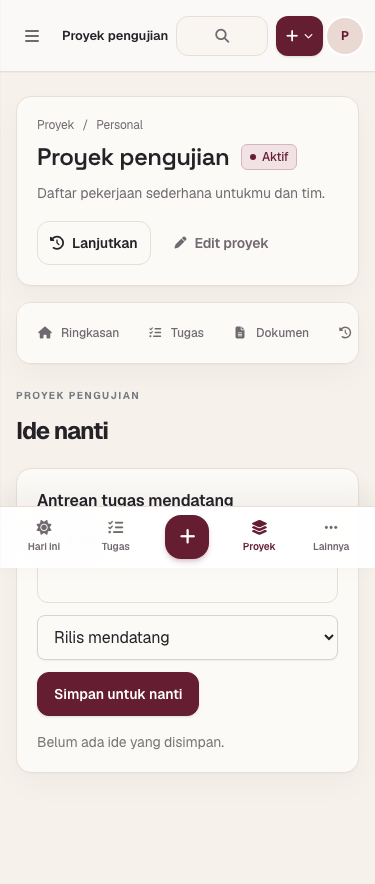 Proyek pengujian
P
Proyek / Personal
Proyek pengujian
Aktif
Daftar pekerjaan sederhana untukmu dan tim.
Lanjutkan
Edit proyek
Ringkasan
Tugas
Dokumen
PROYEK PENGUJIAN
Ide nanti
Antrean tugas mendatang
Hari ini
Tugas
Proyek
Lainnya
Rilis mendatang
Simpan untuk nanti
Belum ada ide yang disimpan.